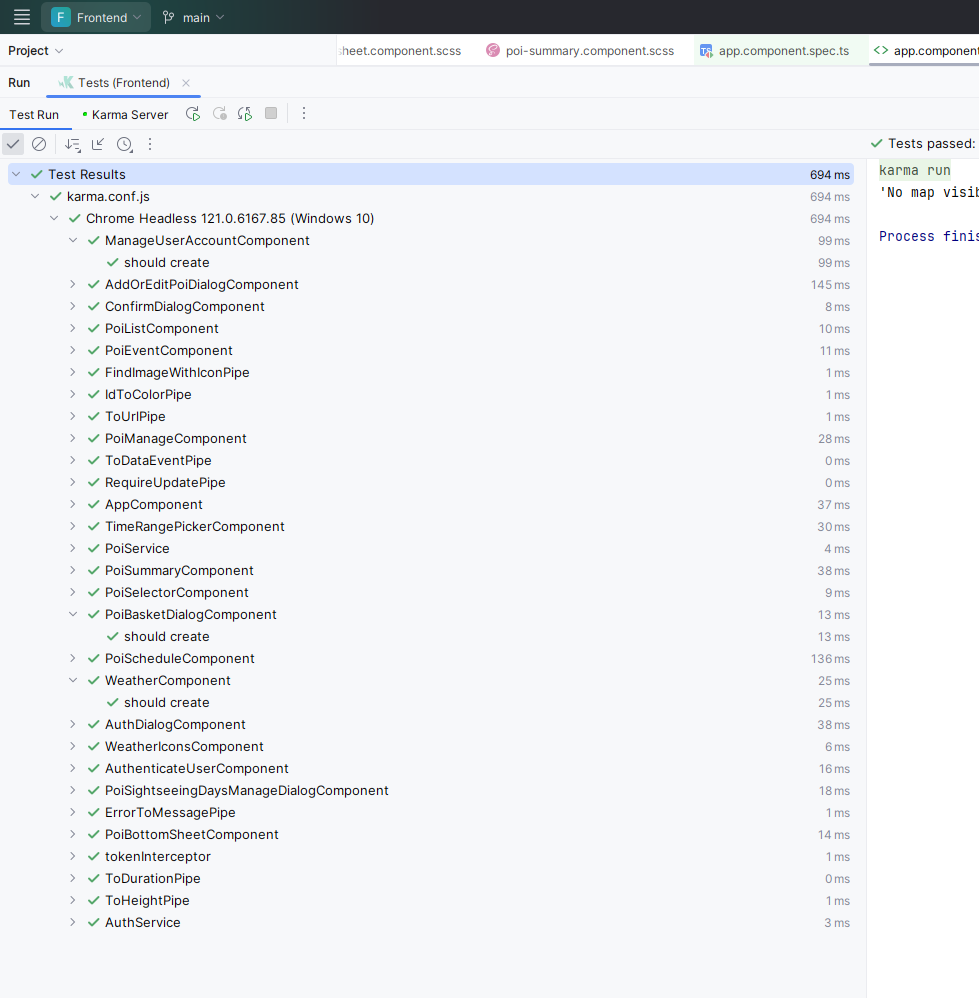 F Frontend main
Project heet.component.scss poi-summary.component.scss TS app.component.spec.ts <> app.component
Run Tests (Frontend)
Test Run Karma Server
Tests passed:
Test Results 694 ms
karma.conf.js 694 ms
Chrome Headless 121.0.6167.85 (Windows 10) 694 ms
ManageUserAccountComponent 99 ms
should create 99 ms
AddOrEditPoiDialogComponent 145 ms
ConfirmDialogComponent 8 ms
PoiListComponent 10 ms
PoiEventComponent 11 ms
FindImageWithIconPipe 1 ms
IdToColorPipe 1 ms
ToUrlPipe 1 ms
PoiManageComponent 28 ms
ToDataEventPipe 0 ms
RequireUpdatePipe 0 ms
AppComponent 37 ms
TimeRangePickerComponent 30 ms
PoiService 4 ms
PoiSummaryComponent 38 ms
PoiSelectorComponent 9 ms
PoiBasketDialogComponent 13 ms
should create 13 ms
PoiScheduleComponent 136 ms
WeatherComponent 25 ms
should create 25 ms
AuthDialogComponent 38 ms
WeatherIconsComponent 6 ms
AuthenticateUserComponent 16 ms
PoiSightseeingDaysManageDialogComponent 18 ms
ErrorToMessagePipe 1 ms
PoiBottomSheetComponent 14 ms
tokenInterceptor 1 ms
ToDurationPipe 0 ms
ToHeightPipe 1 ms
AuthService 3 ms
karma run
'No map visib
Process finis